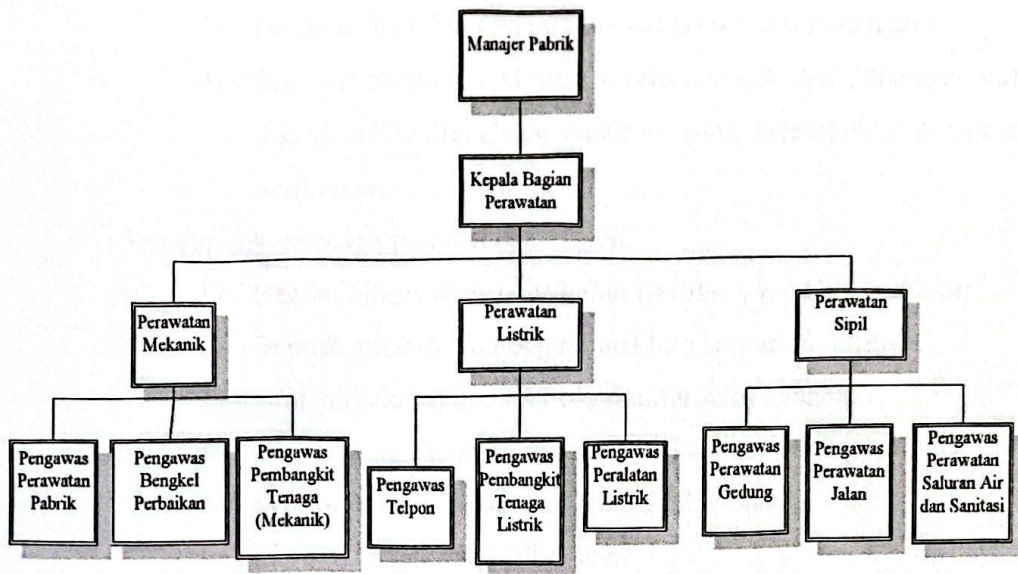 Manajer Pabrik
Kepala Bagian
Perawatan
Perawatan
Mekanik
Perawatan
Listrik
Perawatan
Sipil
Pengawas
Perawatan
Pabrik
Pengawas
Bengkel
Perbaikan
Pengawas
Pembangkit
Tenaga
(Mekanik)
Pengawas
Telpon
Pengawas
Pembangkit
Tenaga
Listrik
Pengawas
Peralatan
Listrik
Pengawas
Perawatan
Gedung
Pengawas
Perawatan
Jalan
Pengawas
Perawatan
Saluran Air
dan Sanitasi